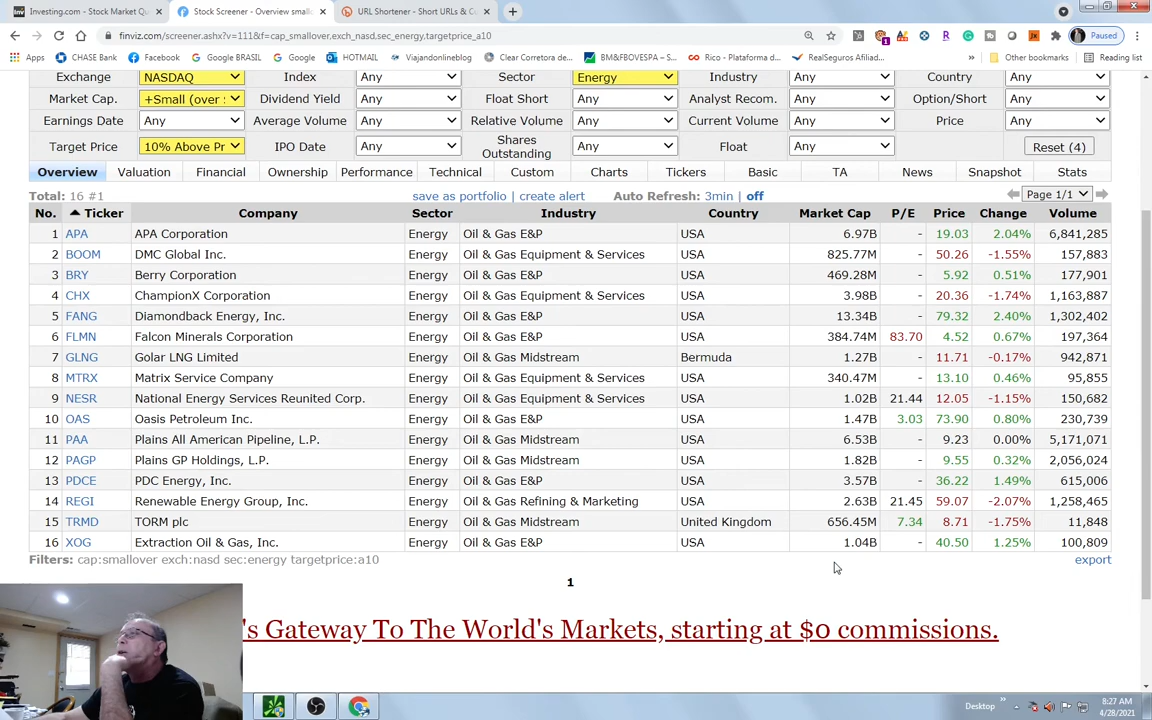 Investing.com - Stock Market Qu
Stock Screener - Overview smallov
URL Shortener - Short URLs & C
finviz.com/screener.ashx?v=111&f=cap_smallover,exch_nasd,sec_energy,targetprice_a10
Paused
Apps CHASE Bank Facebook Google BRASIL Google HOTMAIL Viajandonlineblog Clear Corretora de... BM&FBOVESPA – S... Rico - Plataforma d... RealSeguros Afiliad... » Other bookmarks Reading list
Exchange NASDAQ Index Any Sector Energy Industry Any Country Any
Market Cap. +Small (over Dividend Yield Any Float Short Any Analyst Recom. Any Option/Short Any
Earnings Date Any Average Volume Any Relative Volume Any Current Volume Any Price Any
Target Price 10% Above Pr IPO Date Any Shares Outstanding Any Float Any Reset (4)
Overview Valuation Financial Ownership Performance Technical Custom Charts Tickers Basic TA News Snapshot Stats
Total: 16 #1 save as portfolio | create alert Auto Refresh: 3min | off Page 1/1
No. Ticker Company Sector Industry Country Market Cap P/E Price Change Volume
1 APA APA Corporation Energy Oil & Gas E&P USA 6.97B - 19.03 2.04% 6,841,285
2 BOOM DMC Global Inc. Energy Oil & Gas Equipment & Services USA 825.77M - 50.26 -1.55% 157,883
3 BRY Berry Corporation Energy Oil & Gas E&P USA 469.28M - 5.92 0.51% 177,901
4 CHX ChampionX Corporation Energy Oil & Gas Equipment & Services USA 3.98B - 20.36 -1.74% 1,163,887
5 FANG Diamondback Energy, Inc. Energy Oil & Gas E&P USA 13.34B - 79.32 2.40% 1,302,402
6 FLMN Falcon Minerals Corporation Energy Oil & Gas E&P USA 384.74M 83.70 4.52 0.67% 197,364
7 GLNG Golar LNG Limited Energy Oil & Gas Midstream Bermuda 1.27B - 11.71 -0.17% 942,871
8 MTRX Matrix Service Company Energy Oil & Gas Equipment & Services USA 340.47M - 13.10 0.46% 95,855
9 NESR National Energy Services Reunited Corp. Energy Oil & Gas Equipment & Services USA 1.02B 21.44 12.05 -1.15% 150,682
10 OAS Oasis Petroleum Inc. Energy Oil & Gas E&P USA 1.47B 3.03 73.90 0.80% 230,739
11 PAA Plains All American Pipeline, L.P. Energy Oil & Gas Midstream USA 6.53B - 9.23 0.00% 5,171,071
12 PAGP Plains GP Holdings, L.P. Energy Oil & Gas Midstream USA 1.82B - 9.55 0.32% 2,056,024
13 PDCE PDC Energy, Inc. Energy Oil & Gas E&P USA 3.57B - 36.22 1.49% 615,006
14 REGI Renewable Energy Group, Inc. Energy Oil & Gas Refining & Marketing USA 2.63B 21.45 59.07 -2.07% 1,258,465
15 TRMD TORM plc Energy Oil & Gas Midstream United Kingdom 656.45M 7.34 8.71 -1.75% 11,848
16 XOG Extraction Oil & Gas, Inc. Energy Oil & Gas E&P USA 1.04B - 40.50 1.25% 100,809
Filters: cap:smallover exch:nasd sec:energy targetprice:a10 export
1
's Gateway To The World's Markets, starting at $0 commissions.
Desktop » 8:27 AM
4/28/2021